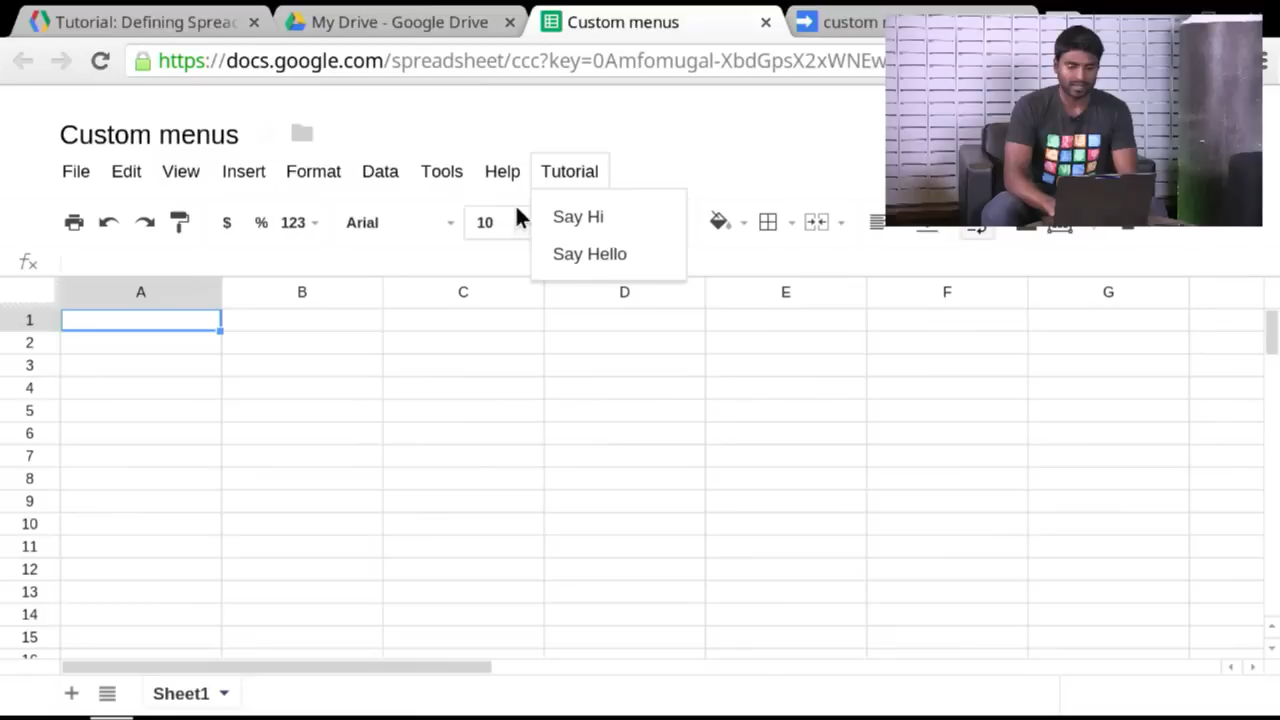 Tutorial: Defining Spread
My Drive - Google Drive
Custom menus
custom m
https://docs.google.com/spreadsheet/ccc?key=0Amfomugal-XbdGpsX2xWNEw
Custom menus
File Edit View Insert Format Data Tools Help Tutorial
$ % 123 Arial 10
Say Hi
Say Hello
fx
A B C D E F G
1
2
3
4
5
6
7
8
9
10
11
12
13
14
15
Sheet1